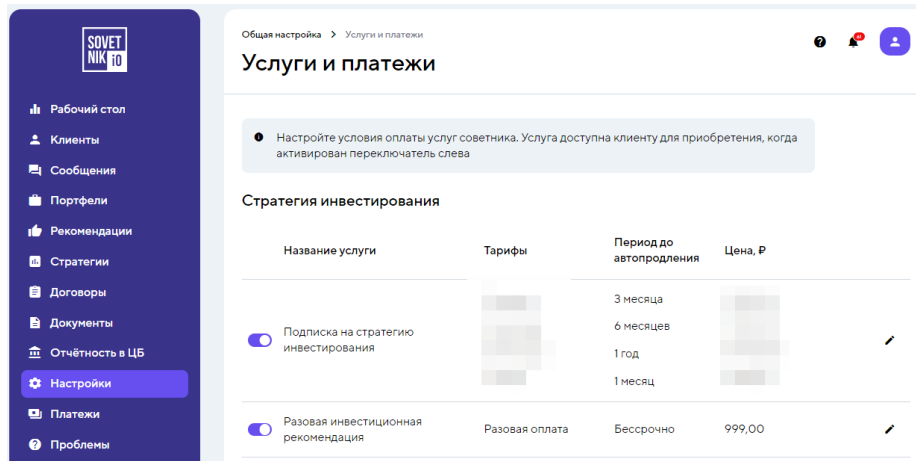 SOVET
NIK iO
Рабочий стол
Клиенты
Сообщения
Портфели
Рекомендации
Стратегии
Договоры
Документы
Отчётность в ЦБ
Настройки
Платежи
Проблемы
Общая настройка > Услуги и платежи
Услуги и платежи
Настройте условия оплаты услуг советника. Услуга доступна клиенту для приобретения, когда
активирован переключатель слева
Стратегия инвестирования
Название услуги
Тарифы
Период до
автопродления
Цена, ₽
Подписка на стратегию
инвестирования
3 месяца
6 месяцев
1 год
1 месяц
Разовая инвестиционная
рекомендация
Разовая оплата
Бессрочно
999,00